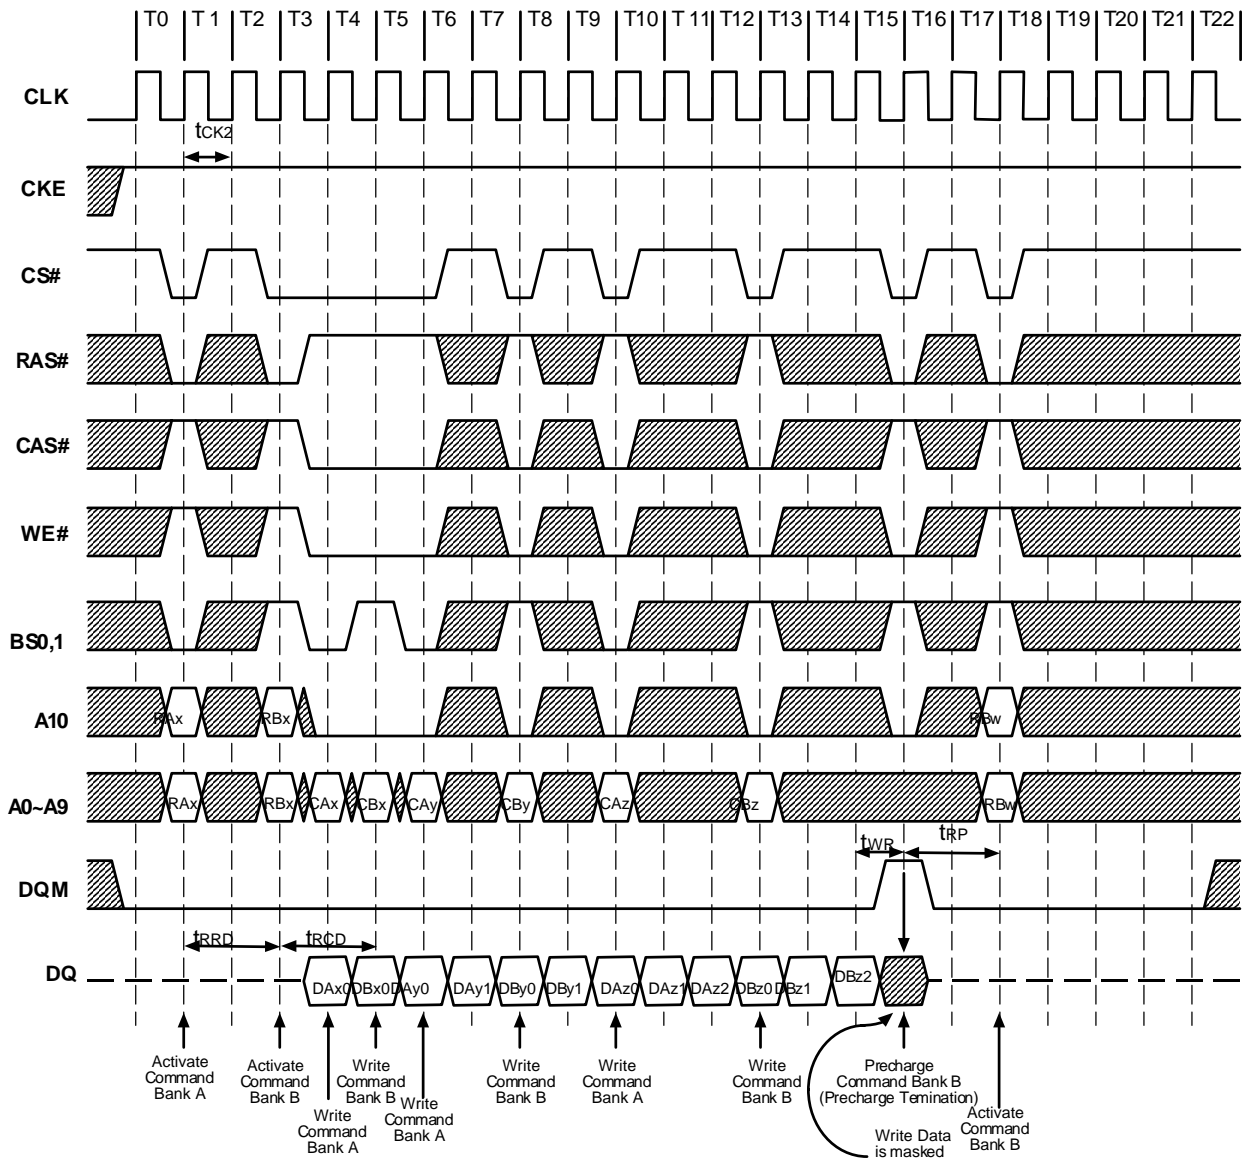 T0 T 1 T2 T3 T4 T5 T6 T7 T8 T9 T10 T 11 T12 T13 T14 T15 T16 T17 T18 T19 T20 T21 T22
CLK
tCK2
CKE
CS#
RAS#
CAS#
WE#
BS0,1
A10
RAx RBx RBw
A0~A9
RAx RBx CAx CBx CAy CBy CAz CBz RBw
tWR tRP
DQM
tRRD tRCD
DQ
DAx0 DBx0 DAy0 DAy1 DBy0 DBy1 DAz0 DAz1 DAz2 DBz0 DBz1 DBz2
Activate
Command
Bank A
Activate
Command
Bank B
Write
Command
Bank A
Write
Command
Bank B
Write
Command
Bank A
Write
Command
Bank B
Write
Command
Bank A
Write
Command
Bank B
Precharge
Command Bank B
(Precharge Temination)
Write Data
is masked
Activate
Command
Bank B